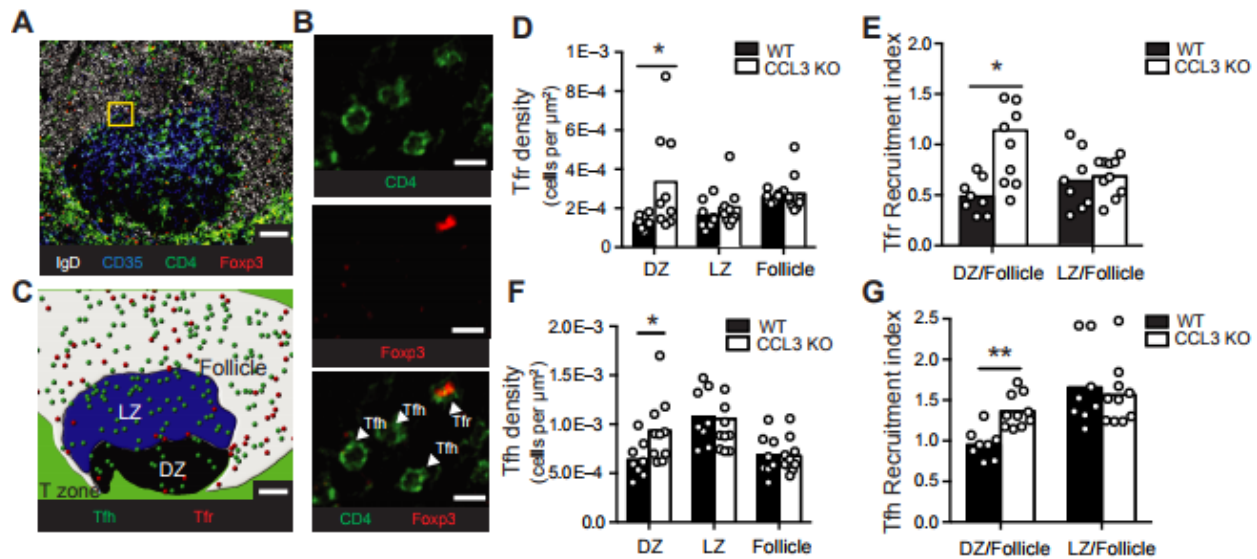 A
IgD CD35 CD4 Foxp3
B
CD4
Foxp3
Tfh
Tfh
Tfr
Tfh
CD4 Foxp3
C
Follicle
LZ
DZ
T zone
Tfh Tfr
D
Tfr density
(cells per µm²)
1E−3
8E−4
6E−4
4E−4
2E−4
0
*
WT
CCL3 KO
DZ LZ Follicle
E
Tfr Recruitment index
2.0
1.5
1.0
0.5
0.0
*
WT
CCL3 KO
DZ/Follicle LZ/Follicle
F
Tfh density
(cells per µm²)
2.0E−3
1.5E−3
1.0E−3
5.0E−4
0.0
*
WT
CCL3 KO
DZ LZ Follicle
G
Tfh Recruitment index
2.5
2.0
1.5
1.0
0.5
0.0
**
WT
CCL3 KO
DZ/Follicle LZ/Follicle